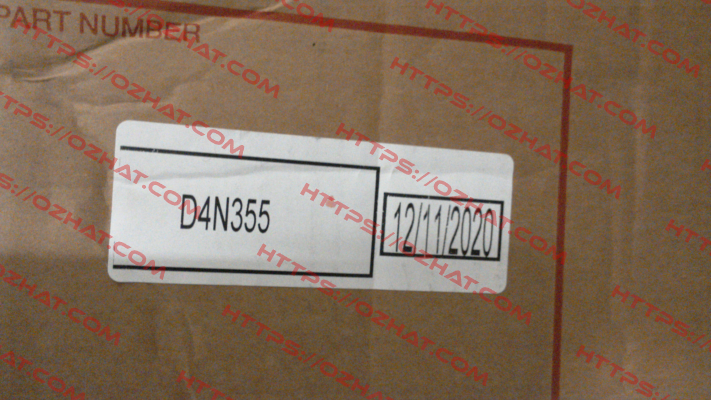 PART NUMBER
D4N355
12/11/2020
HTTPS://OZHAT.COM